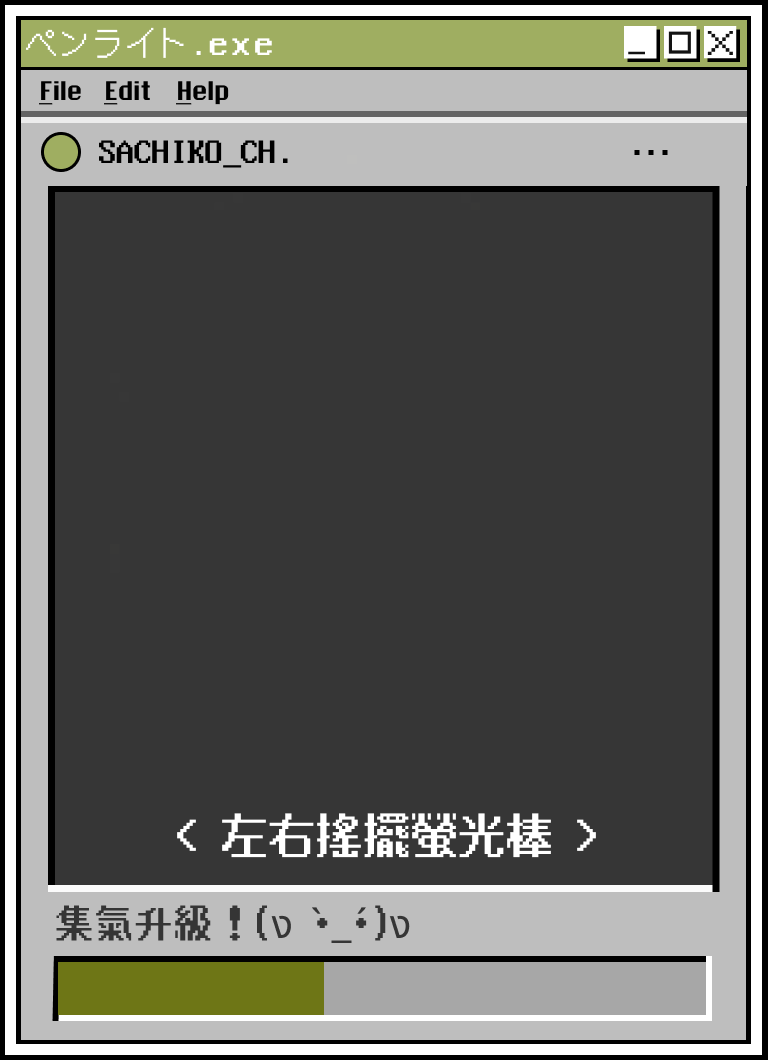 ペンライト.exe
File Edit Help
SACHIKO_CH. ...
< 左右搖擺螢光棒 >
集氣升級！(ง •̀_•́)ง